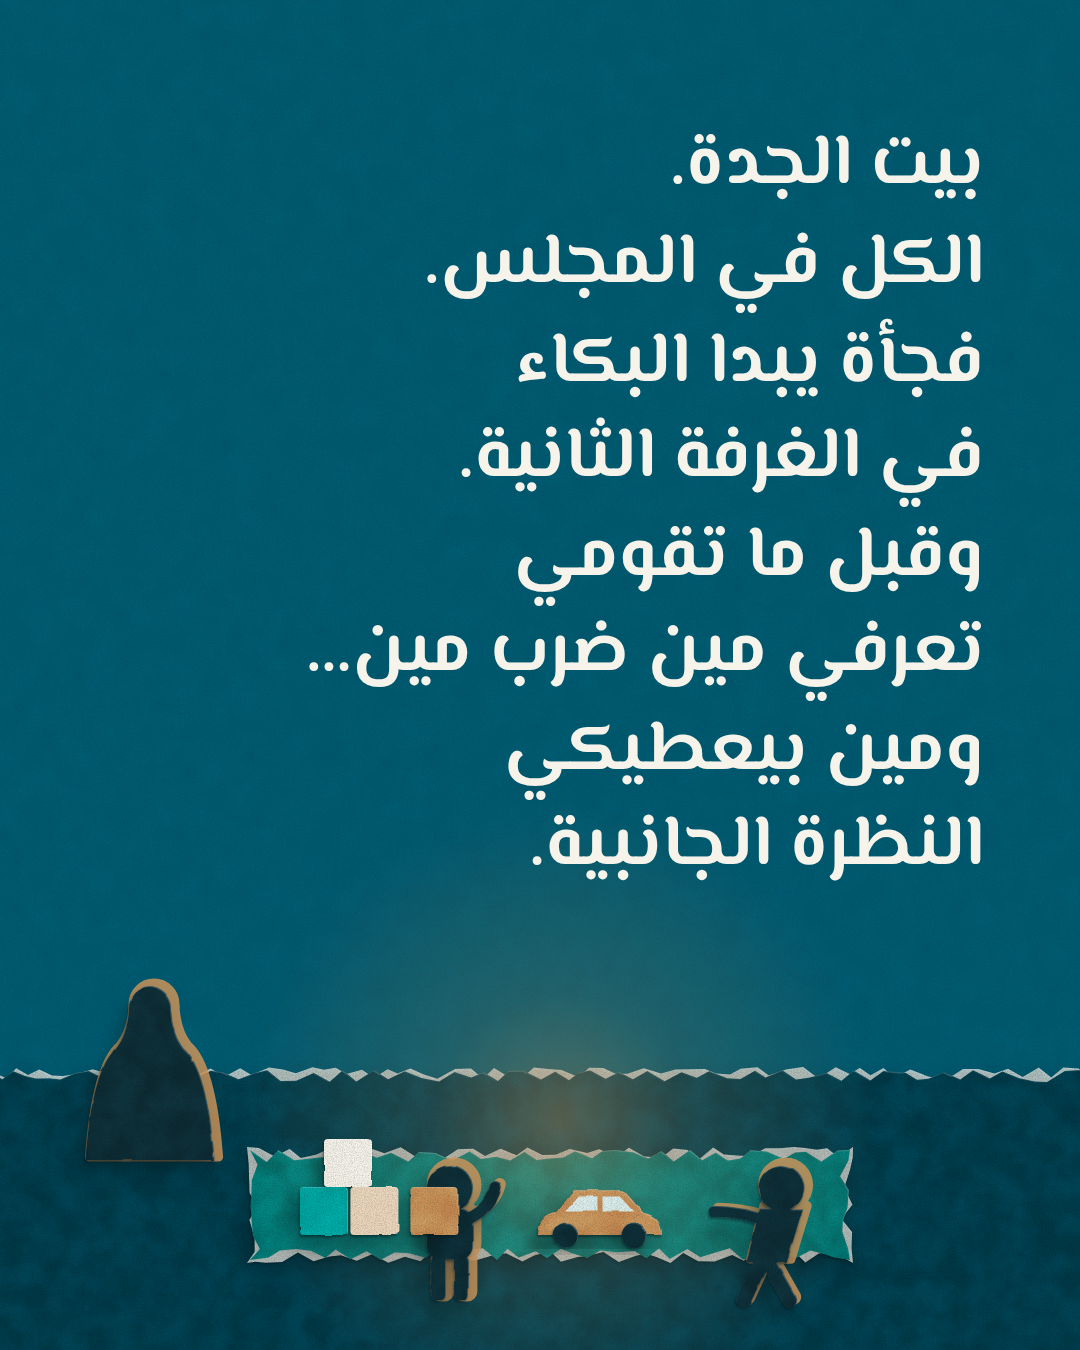 بيت الجدة.
الكل في المجلس.
فجأة يبدا البكاء
في الغرفة الثانية.
وقبل ما تقومي
تعرفي مين ضرب مين...
ومين بيعطيكي
النظرة الجانبية.